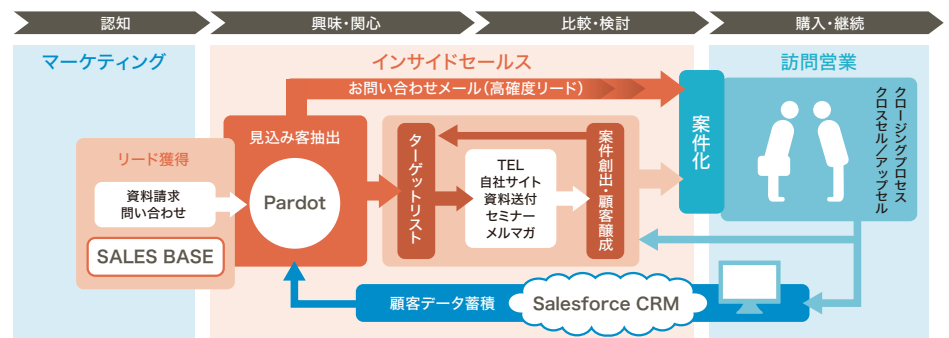 認知
興味・関心
比較・検討
購入・継続
マーケティング
インサイドセールス
訪問営業
お問い合わせメール（高確度リード）
リード獲得
資料請求
問い合わせ
SALES BASE
見込み客抽出
Pardot
ターゲットリスト
TEL
自社サイト
資料送付
セミナー
メルマガ
案件創出・顧客醸成
案件化
クロージングプロセス
クロスセル／アップセル
顧客データ蓄積
Salesforce CRM